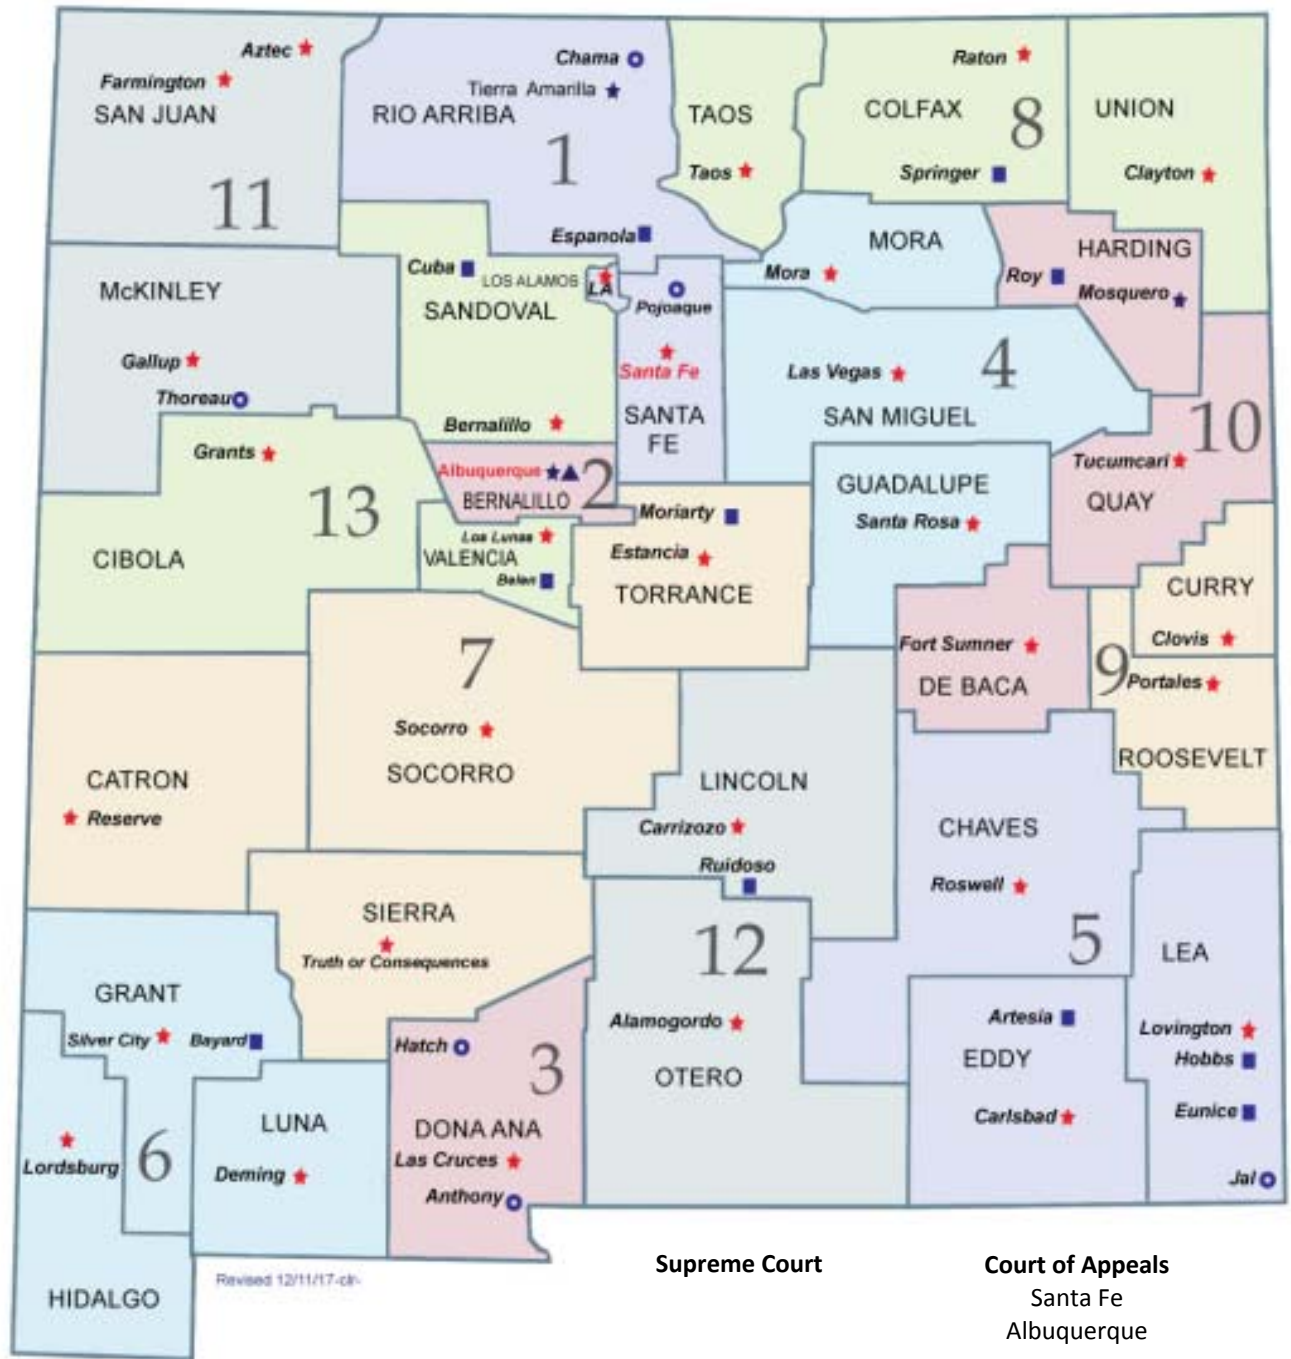 Aztec
Farmington
SAN JUAN
11
Chama
Tierra Amarilla
RIO ARRIBA
1
Espanola
TAOS
Taos
Raton
COLFAX
8
Springer
UNION
Clayton
MORA
Mora
HARDING
Roy
Mosquero
McKINLEY
Gallup
Thoreau
Cuba
LOS ALAMOS
LA
SANDOVAL
Bernalillo
Pojoaque
Santa Fe
SANTA
FE
Las Vegas
4
SAN MIGUEL
10
Tucumcari
QUAY
Grants
13
CIBOLA
Albuquerque
2
BERNALILLO
Los Lunas
VALENCIA
Belen
Moriarty
Estancia
TORRANCE
GUADALUPE
Santa Rosa
CURRY
Clovis
9
Portales
ROOSEVELT
Fort Sumner
DE BACA
7
Socorro
SOCORRO
CATRON
Reserve
LINCOLN
Carrizozo
Ruidoso
CHAVES
Roswell
5
SIERRA
Truth or Consequences
12
Alamogordo
OTERO
LEA
Lovington
Hobbs
Eunice
Jal
Artesia
EDDY
Carlsbad
GRANT
Silver City
Bayard
6
Lordsburg
HIDALGO
LUNA
Deming
Hatch
3
DONA ANA
Las Cruces
Anthony
Revised 12/11/17-clr-
Supreme Court
Court of Appeals
Santa Fe
Albuquerque